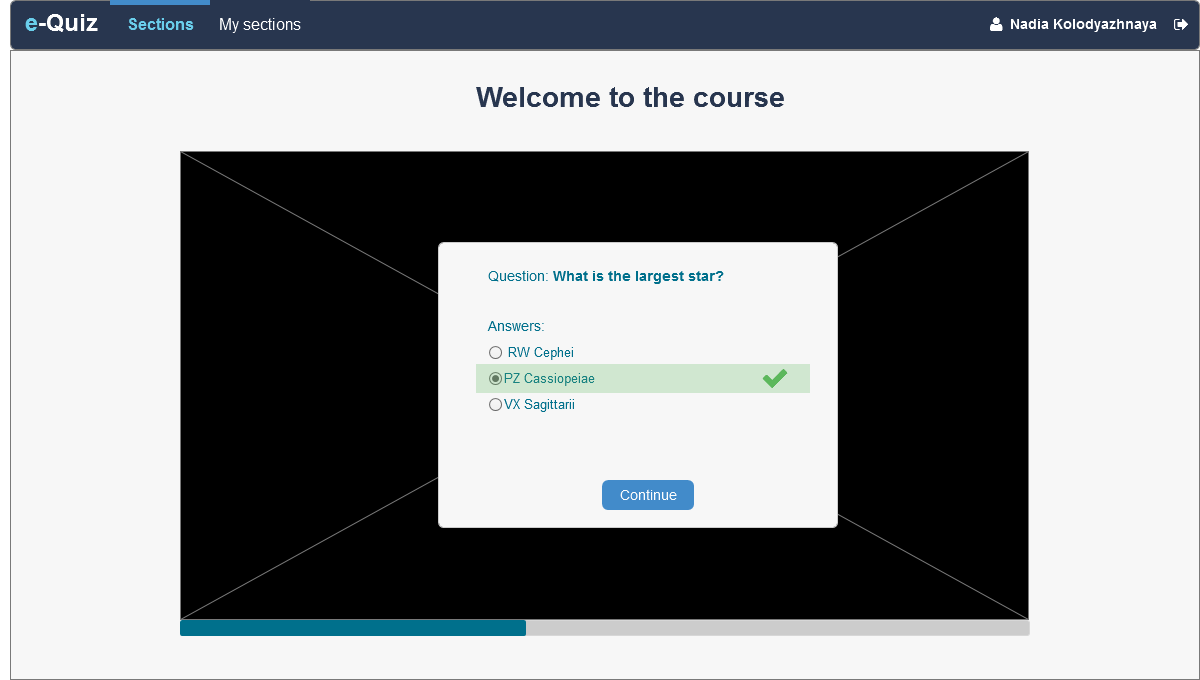 e-Quiz Sections My sections Nadia Kolodyazhnaya
Welcome to the course
Question: What is the largest star?
Answers:
RW Cephei
PZ Cassiopeiae
VX Sagittarii
Continue